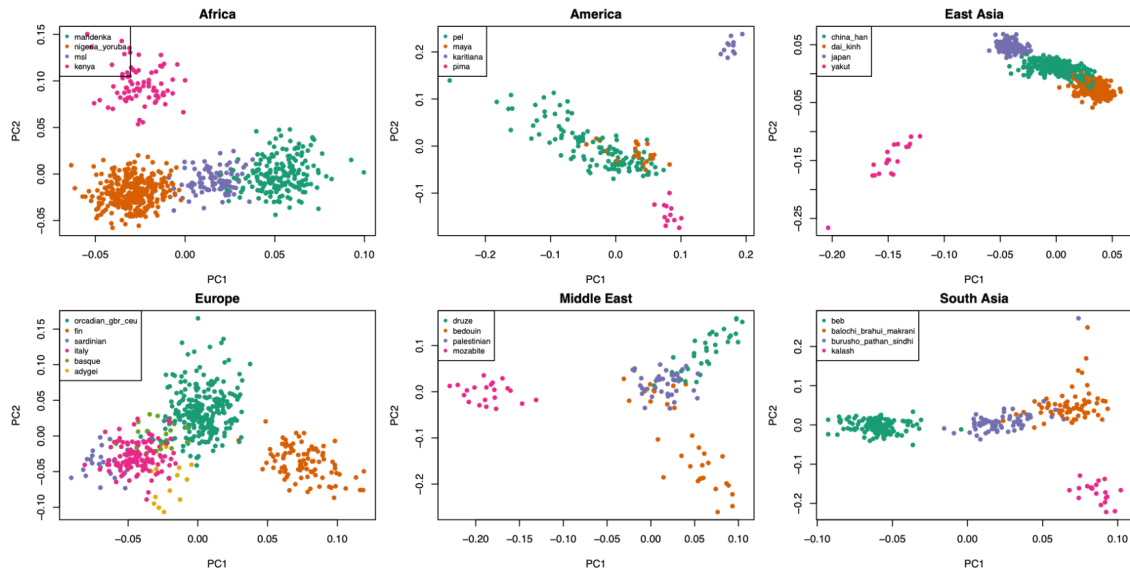 Africa
mandenka
nigeria_yoruba
msl
kenya
PC2
0.15
0.10
0.05
0.00
−0.05
−0.05 0.00 0.05 0.10
PC1
America
pel
maya
karitiana
pima
PC2
0.2
0.1
0.0
−0.1
−0.2 −0.1 0.0 0.1 0.2
PC1
East Asia
china_han
dai_kinh
japan
yakut
PC2
0.05
−0.05
−0.15
−0.25
−0.20 −0.15 −0.10 −0.05 0.00 0.05
PC1
Europe
orcadian_gbr_ceu
fin
sardinian
italy
basque
adygei
PC2
0.15
0.10
0.05
0.00
−0.05
−0.10
−0.05 0.00 0.05 0.10
PC1
Middle East
druze
bedouin
palestinian
mozabite
PC2
0.1
0.0
−0.1
−0.2
−0.20 −0.15 −0.10 −0.05 0.00 0.05 0.10
PC1
South Asia
beb
balochi_brahui_makrani
burusho_pathan_sindhi
kalash
PC2
0.2
0.1
0.0
−0.1
−0.2
−0.10 −0.05 0.00 0.05 0.10
PC1